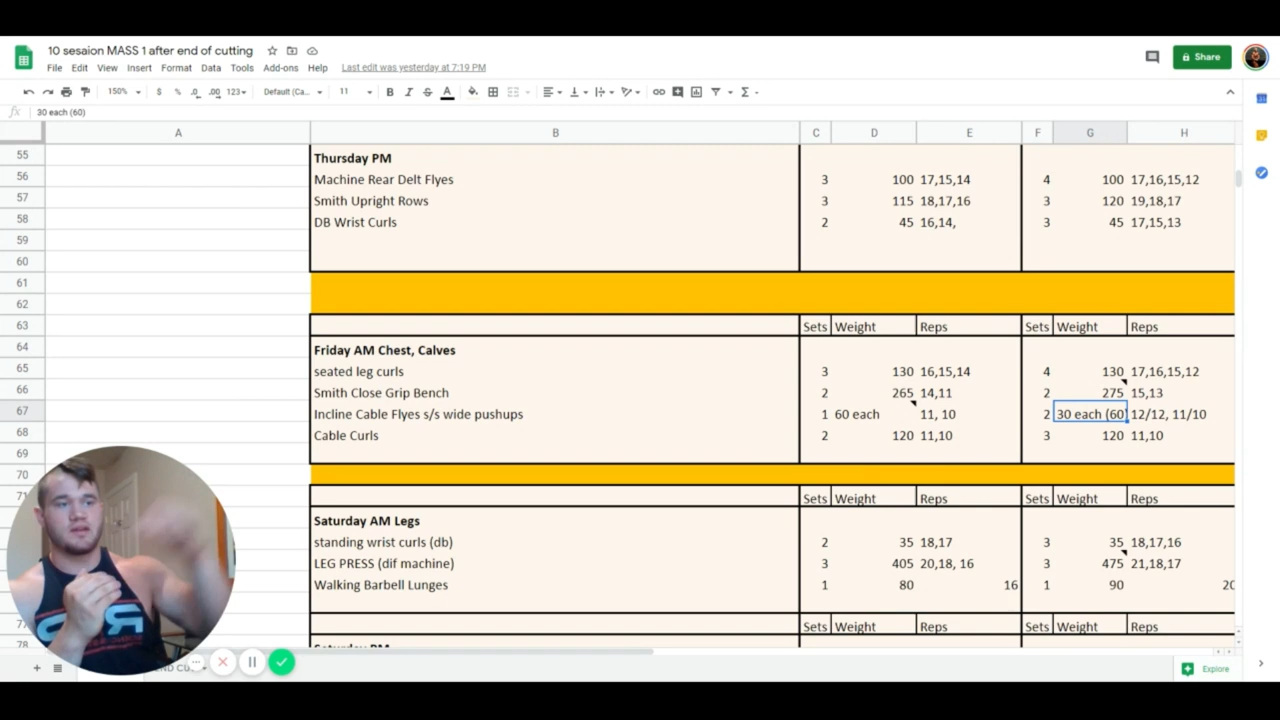 10 sesaion MASS 1 after end of cutting
File Edit View Insert Format Data Tools Add-ons Help Last edit was yesterday at 7:19 PM
Share
150% $ % .0 .00 123 Default (Ca... 11 B I S A
fx 30 each (60)
A B C D E F G H
55 Thursday PM
56 Machine Rear Delt Flyes 3 100 17,15,14 4 100 17,16,15,12
57 Smith Upright Rows 3 115 18,17,16 3 120 19,18,17
58 DB Wrist Curls 2 45 16,14, 3 45 17,15,13
59
60
61
62
63 Sets Weight Reps Sets Weight Reps
64 Friday AM Chest, Calves
65 seated leg curls 3 130 16,15,14 4 130 17,16,15,12
66 Smith Close Grip Bench 2 265 14,11 2 275 15,13
67 Incline Cable Flyes s/s wide pushups 1 60 each 11, 10 2 30 each (60) 12/12, 11/10
68 Cable Curls 2 120 11,10 3 120 11,10
69
70
71 Sets Weight Reps Sets Weight Reps
Saturday AM Legs
standing wrist curls (db) 2 35 18,17 3 35 18,17,16
LEG PRESS (dif machine) 3 405 20,18, 16 3 475 21,18,17
Walking Barbell Lunges 1 80 16 1 90 20
77 Sets Weight Reps Sets Weight Reps
78
Explore